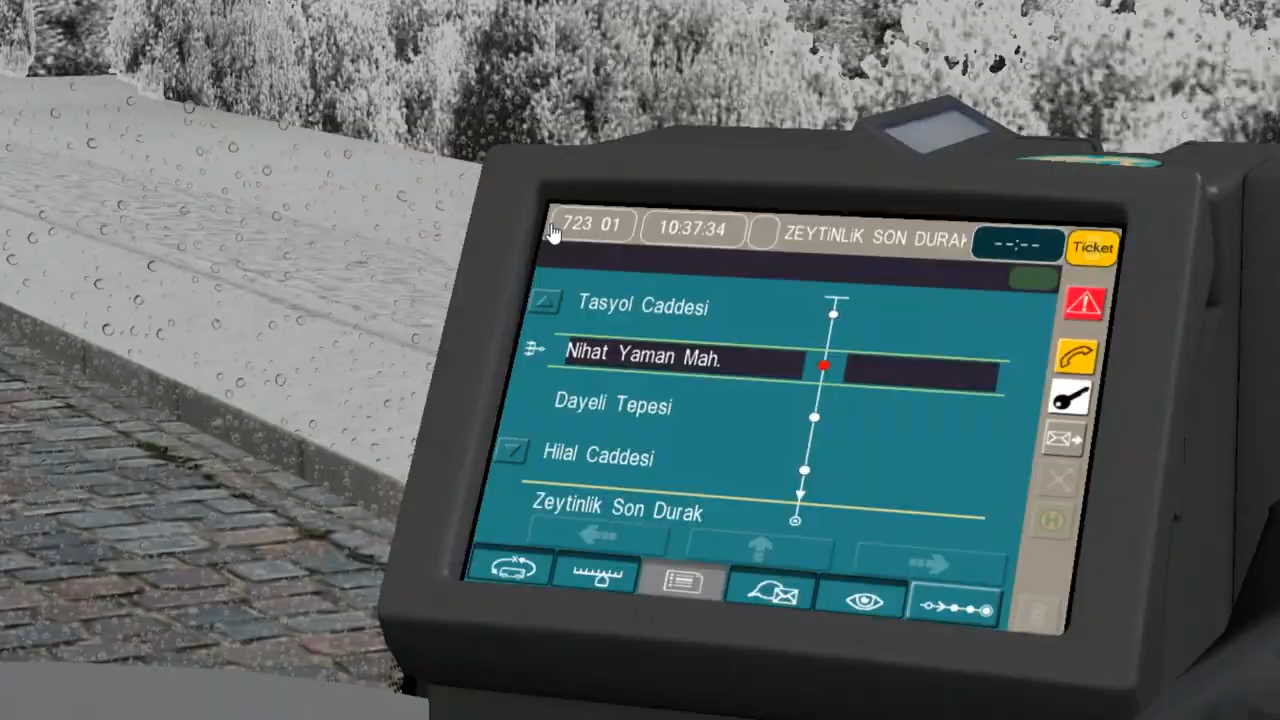 723 01 10:37:34 ZEYTINLiK SON DURAK --:-- Ticket
Tasyol Caddesi
Nihat Yaman Mah.
Dayeli Tepesi
Hilal Caddesi
Zeytinlik Son Durak